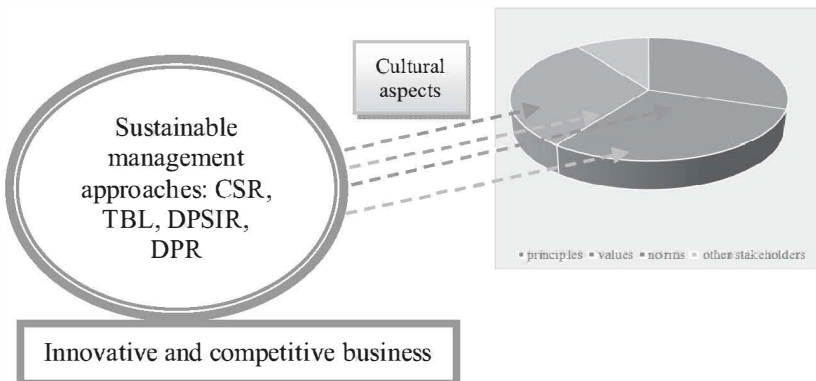 Cultural
aspects
Sustainable
management
approaches: CSR,
TBL, DPSIR,
DPR
principles values norms other stakeholders
Innovative and competitive business